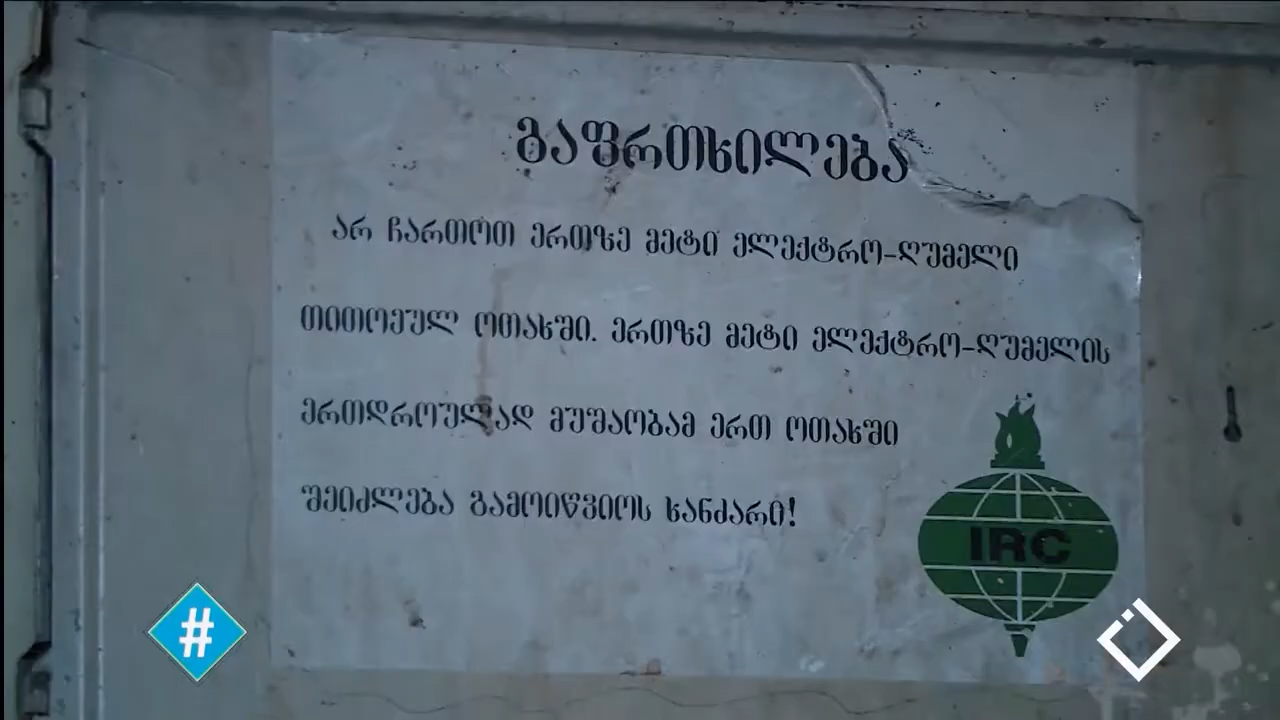 გაფრთხილება
არ ჩართოთ ერთზე მეტი ელექტრო-ღუმელი
თითოეულ ოთახში. ერთზე მეტი ელექტრო-ღუმელის
ერთდროულად მუშაობამ ერთ ოთახში
შეიძლება გამოიწვიოს ხანძარი!
IRC
#